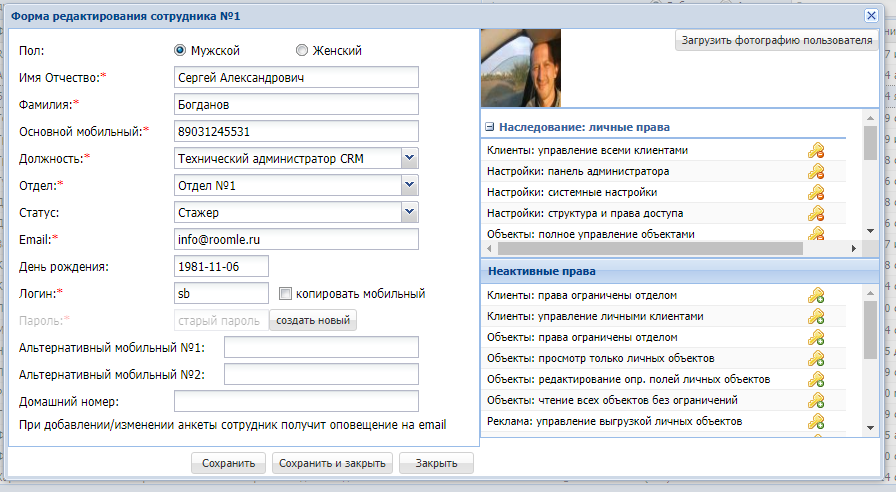 Форма редактирования сотрудника №1
Пол: Мужской Женский
Имя Отчество:* Сергей Александрович
Фамилия:* Богданов
Основной мобильный:* 89031245531
Должность:* Технический администратор CRM
Отдел:* Отдел №1
Статус: Стажер
Email:* info@roomle.ru
День рождения: 1981-11-06
Логин:* sb копировать мобильный
Пароль:* старый пароль создать новый
Альтернативный мобильный №1:
Альтернативный мобильный №2:
Домашний номер:
При добавлении/изменении анкеты сотрудник получит оповещение на email
Сохранить Сохранить и закрыть Закрыть
Загрузить фотографию пользователя
Наследование: личные права
Клиенты: управление всеми клиентами
Настройки: панель администратора
Настройки: системные настройки
Настройки: структура и права доступа
Объекты: полное управление объектами
Неактивные права
Клиенты: права ограничены отделом
Клиенты: управление личными клиентами
Объекты: права ограничены отделом
Объекты: просмотр только личных объектов
Объекты: редактирование опр. полей личных объектов
Объекты: чтение всех объектов без ограничений
Реклама: управление выгрузкой личных объектов